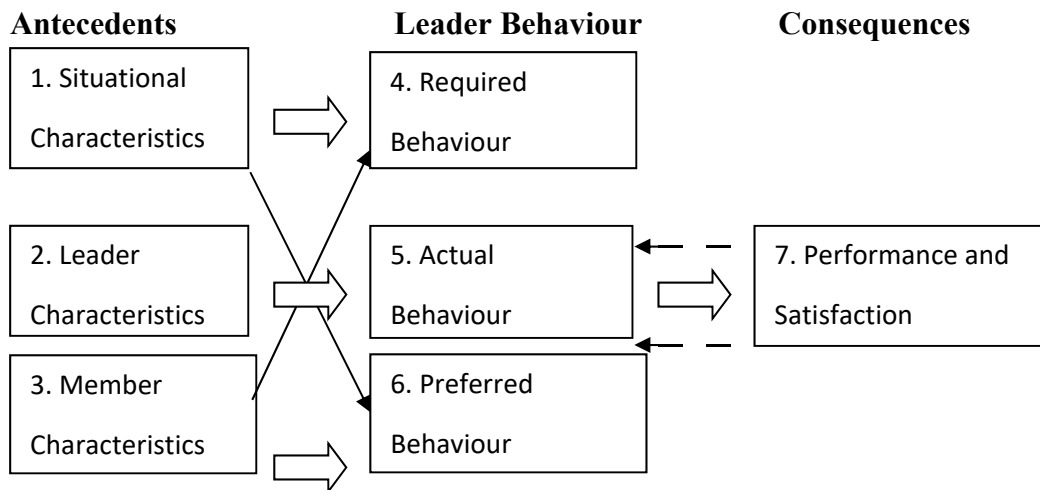 Antecedents
Leader Behaviour
Consequences
1. Situational
Characteristics
4. Required
Behaviour
2. Leader
Characteristics
5. Actual
Behaviour
7. Performance and
Satisfaction
3. Member
Characteristics
6. Preferred
Behaviour